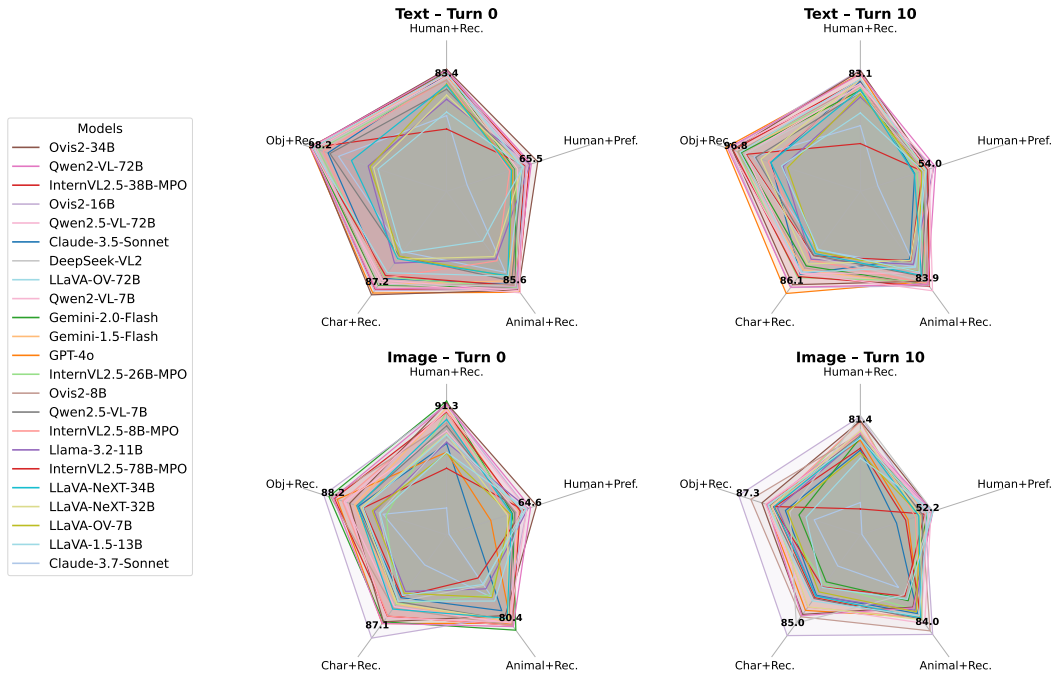 Models
Ovis2-34B
Qwen2-VL-72B
InternVL2.5-38B-MPO
Ovis2-16B
Qwen2.5-VL-72B
Claude-3.5-Sonnet
DeepSeek-VL2
LLaVA-OV-72B
Qwen2-VL-7B
Gemini-2.0-Flash
Gemini-1.5-Flash
GPT-4o
InternVL2.5-26B-MPO
Ovis2-8B
Qwen2.5-VL-7B
InternVL2.5-8B-MPO
Llama-3.2-11B
InternVL2.5-78B-MPO
LLaVA-NeXT-34B
LLaVA-NeXT-32B
LLaVA-OV-7B
LLaVA-1.5-13B
Claude-3.7-Sonnet
Text – Turn 0
Human+Rec.
83.4
Human+Pref.
65.5
Obj+Rec.
98.2
Char+Rec.
87.2
Animal+Rec.
85.6
Text – Turn 10
Human+Rec.
83.1
Human+Pref.
54.0
Obj+Rec.
96.8
Char+Rec.
86.1
Animal+Rec.
83.9
Image – Turn 0
Human+Rec.
91.3
Human+Pref.
64.6
Obj+Rec.
88.2
Char+Rec.
87.1
Animal+Rec.
80.4
Image – Turn 10
Human+Rec.
81.4
Human+Pref.
52.2
Obj+Rec.
87.3
Char+Rec.
85.0
Animal+Rec.
84.0